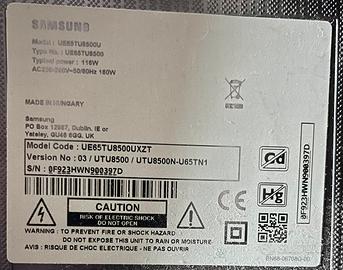 SAMSUNG
Model : UE65TU8500U
Type No. : UE65TU8500
Typical power : 116W
AC220-240V~50/60Hz 180W
MADE IN HUNGARY
Samsung
PO Box 12987, Dublin. IE or
Yateley, GU46 6GG. UK
Model Code : UE65TU8500UXZT
Version No : 03 / UTU8500 / UTU8500N-U65TN1
S/N : 0F923HWN900397D
Cd
Hg
CE
0F923HWN900397D
CAUTION
RISK OF ELECTRIC SHOCK
DO NOT OPEN
WARNING : TO PREVENT FIRE OR SHOCK HAZARD
DO NOT EXPOSE TO RAIN OR MOISTURE
AVIS : RISQUE DE CHOC ELECTRIQUE - NE PAS OUVRIR